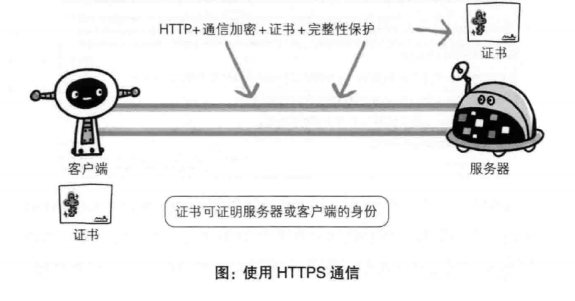 HTTP+通信加密+证书+完整性保护
证书
客户端
服务器
证书
证书可证明服务器或客户端的身份
图：使用 HTTPS 通信